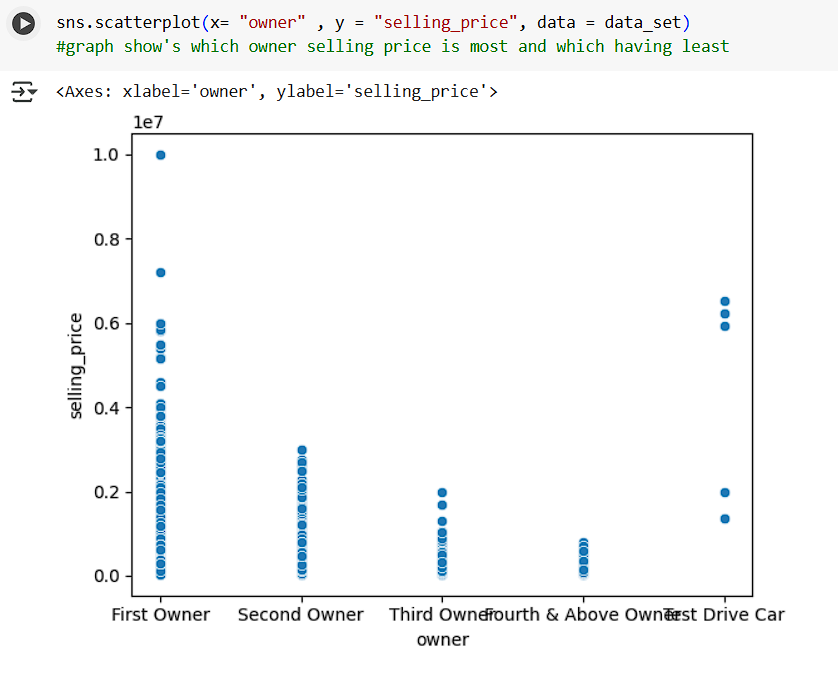 sns.scatterplot(x= "owner" , y = "selling_price", data = data_set)
#graph show's which owner selling price is most and which having least
<Axes: xlabel='owner', ylabel='selling_price'>
1e7
1.0
0.8
0.6
0.4
0.2
0.0
selling_price
First Owner Second Owner Third Owner Fourth & Above Owner Test Drive Car
owner